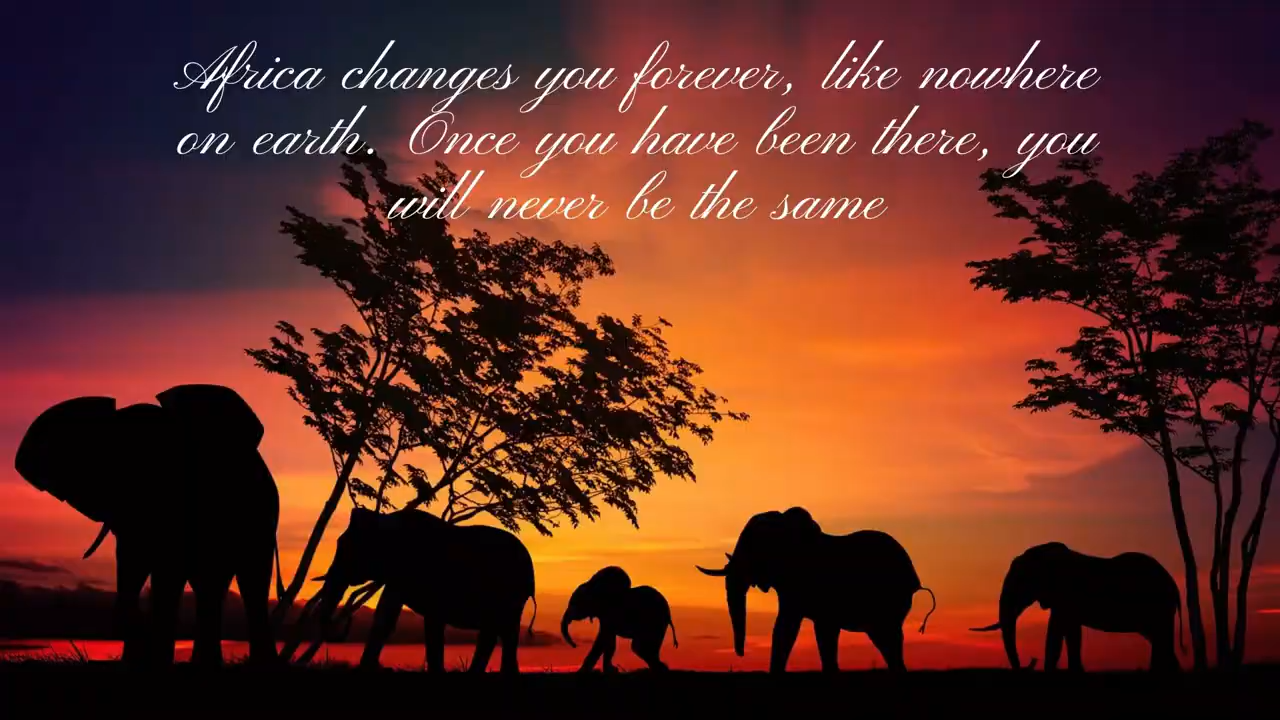 Africa changes you forever, like nowhere
on earth. Once you have been there, you
will never be the same